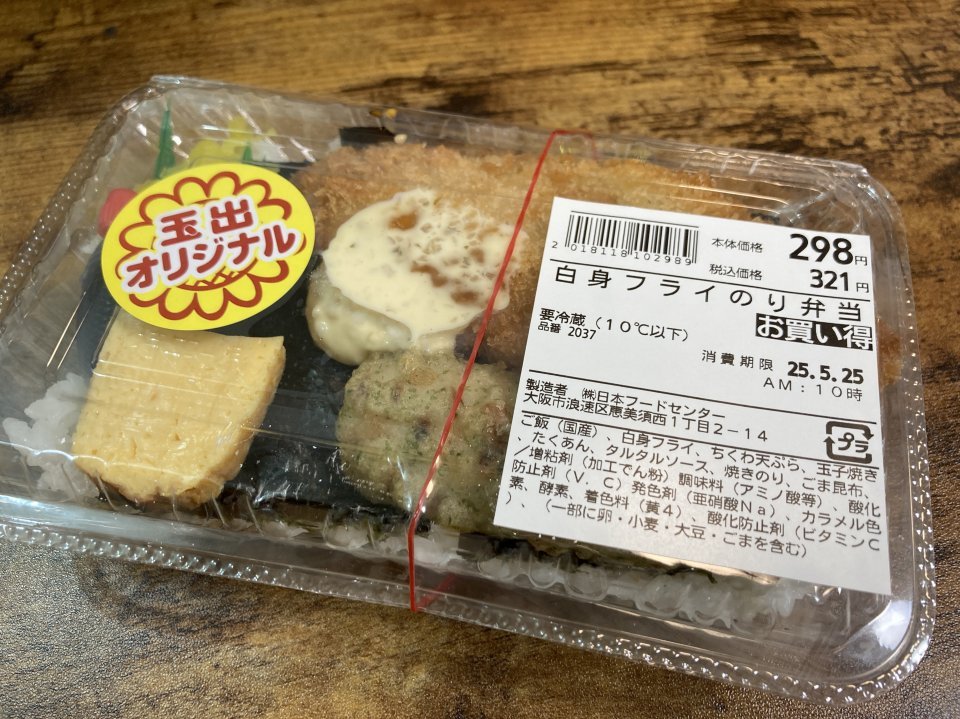 玉出
オリジナル
2 018118 102989
本体価格 298円
税込価格 321円
白身フライのり弁当
要冷蔵(10℃以下) お買い得
品番 2037
消費期限 25.5.25
AM:10時
製造者 ㈱日本フードセンター
大阪市浪速区恵美須西1丁目2-14
プラ
ご飯(国産)、白身フライ、ちくわ天ぷら、玉子焼き
、たくあん、タルタルソース、焼きのり、ごま昆布、
/増粘剤(加工でん粉)調味料(アミノ酸等)、酸化
防止剤(V.C)発色剤(亜硝酸Na)、カラメル色
素、酵素、着色料(黄4)、酸化防止剤(ビタミンC
、(一部に卵・小麦・大豆・ごまを含む)